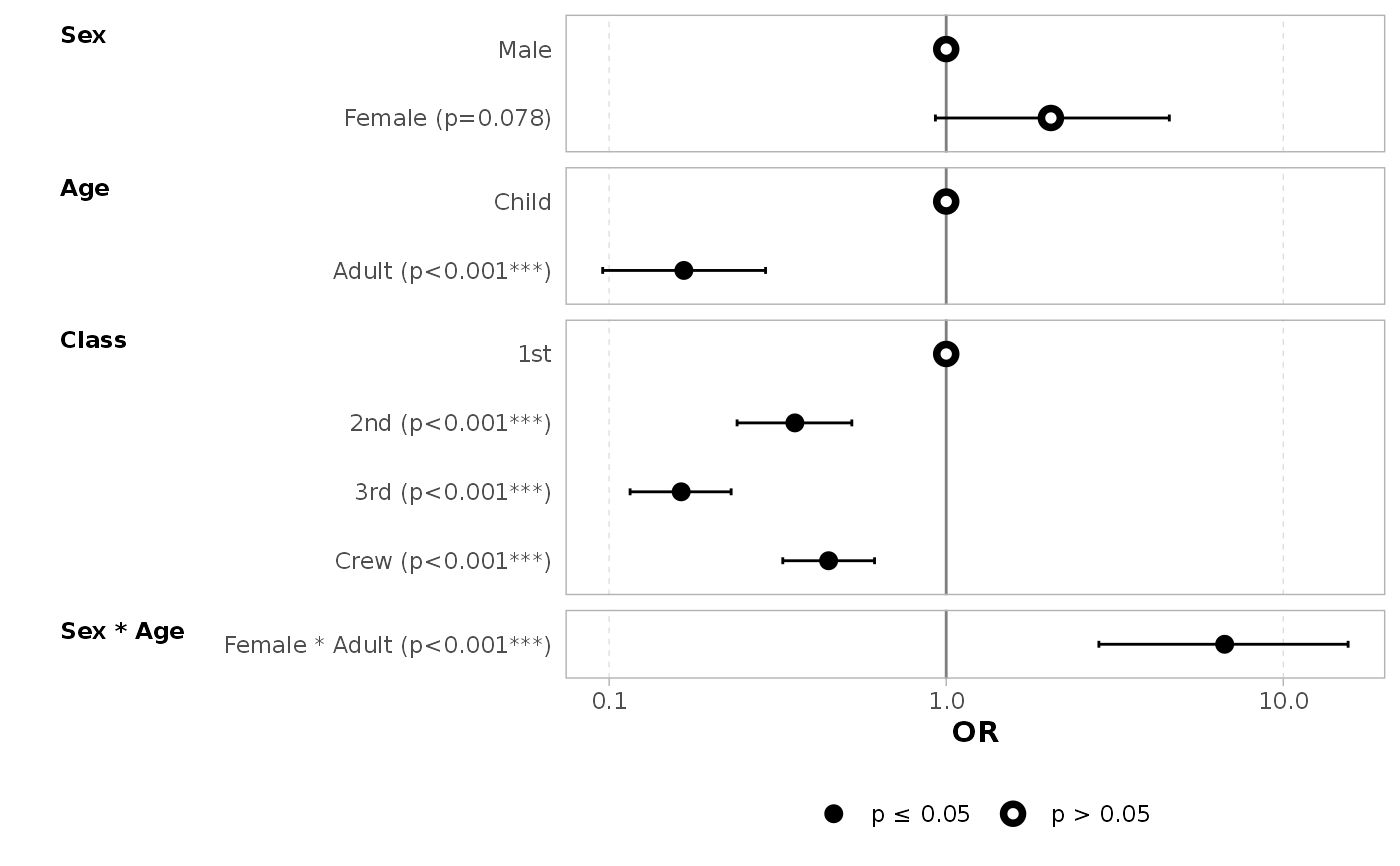 Sex
Male
Female (p=0.078)
Age
Child
Adult (p<0.001***)
Class
1st
2nd (p<0.001***)
3rd (p<0.001***)
Crew (p<0.001***)
Sex * Age
Female * Adult (p<0.001***)
0.1 1.0 10.0
OR
p ≤ 0.05 p > 0.05